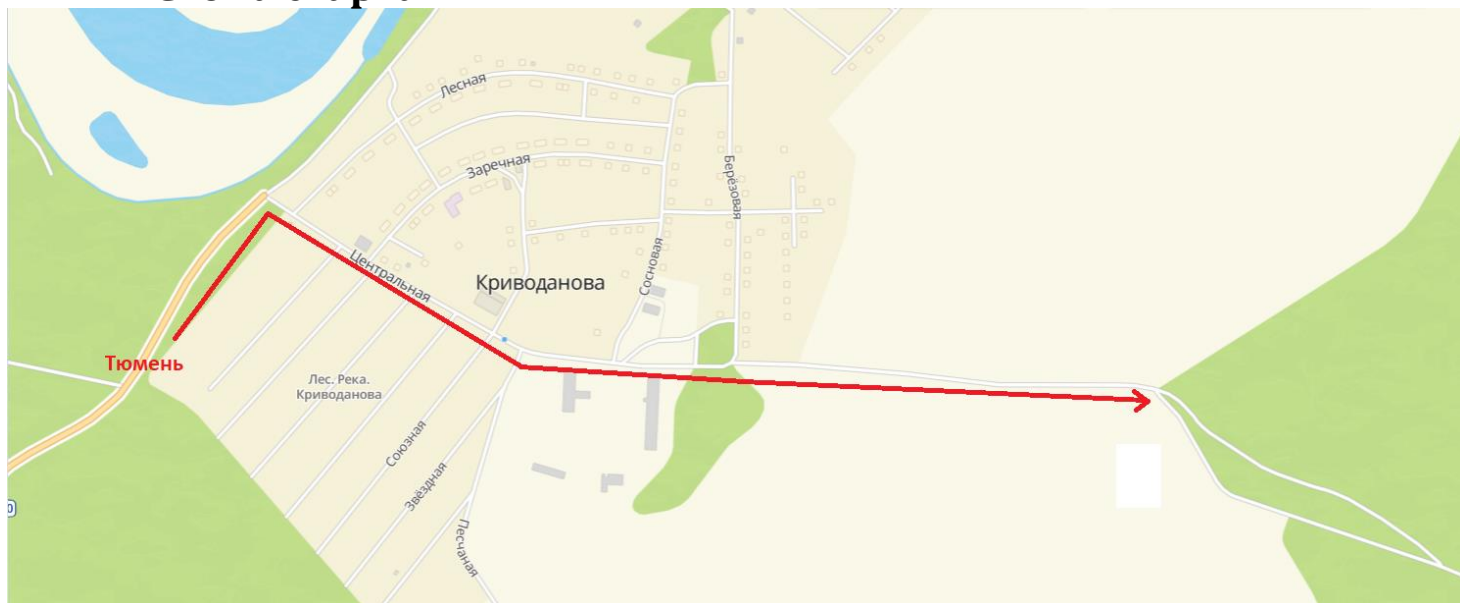 Лесная
Заречная
Берёзовая
Сосновая
Центральная
Криводанова
Тюмень
Лес. Река.
Криводанова
Союзная
Звёздная
Песчаная